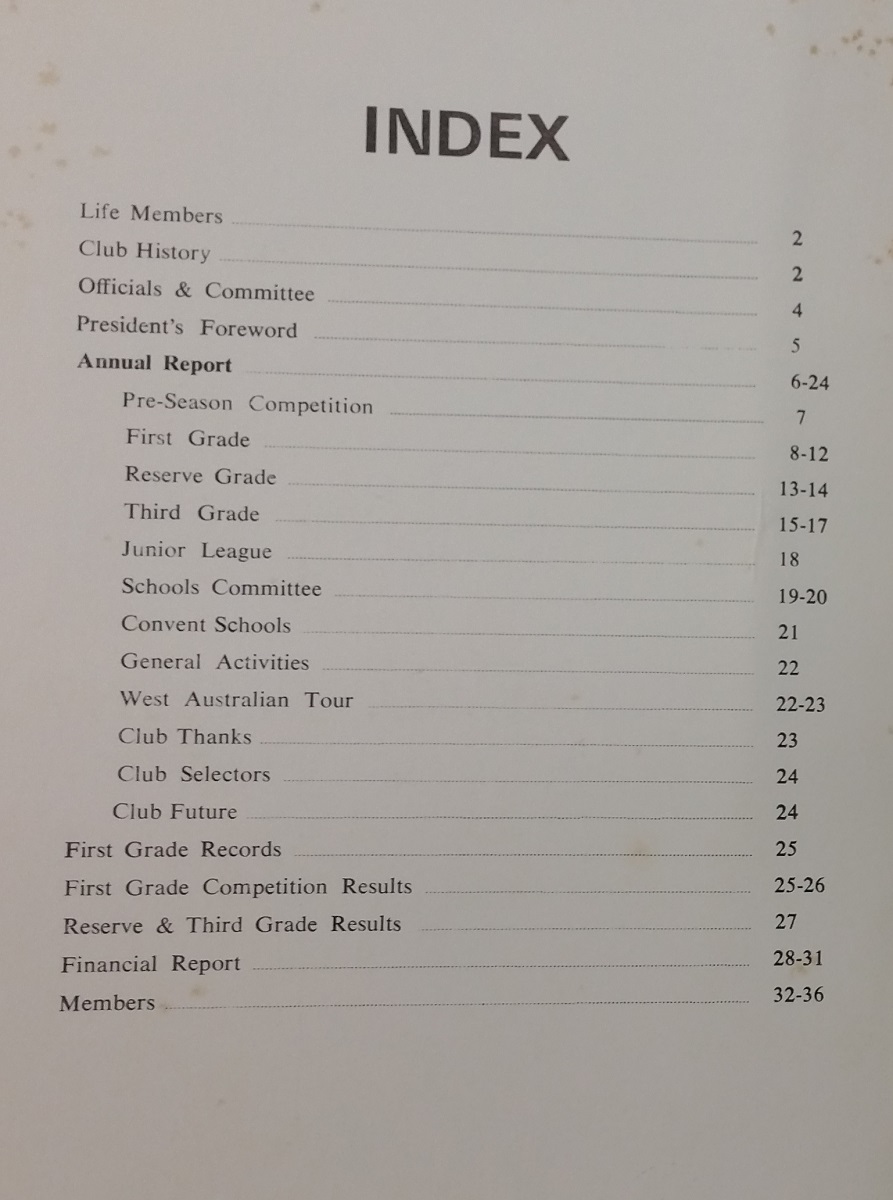 INDEX
Life Members 2
Club History 2
Officials & Committee 4
President's Foreword 5
Annual Report 6-24
Pre-Season Competition 7
First Grade 8-12
Reserve Grade 13-14
Third Grade 15-17
Junior League 18
Schools Committee 19-20
Convent Schools 21
General Activities 22
West Australian Tour 22-23
Club Thanks 23
Club Selectors 24
Club Future 24
First Grade Records 25
First Grade Competition Results 25-26
Reserve & Third Grade Results 27
Financial Report 28-31
Members 32-36